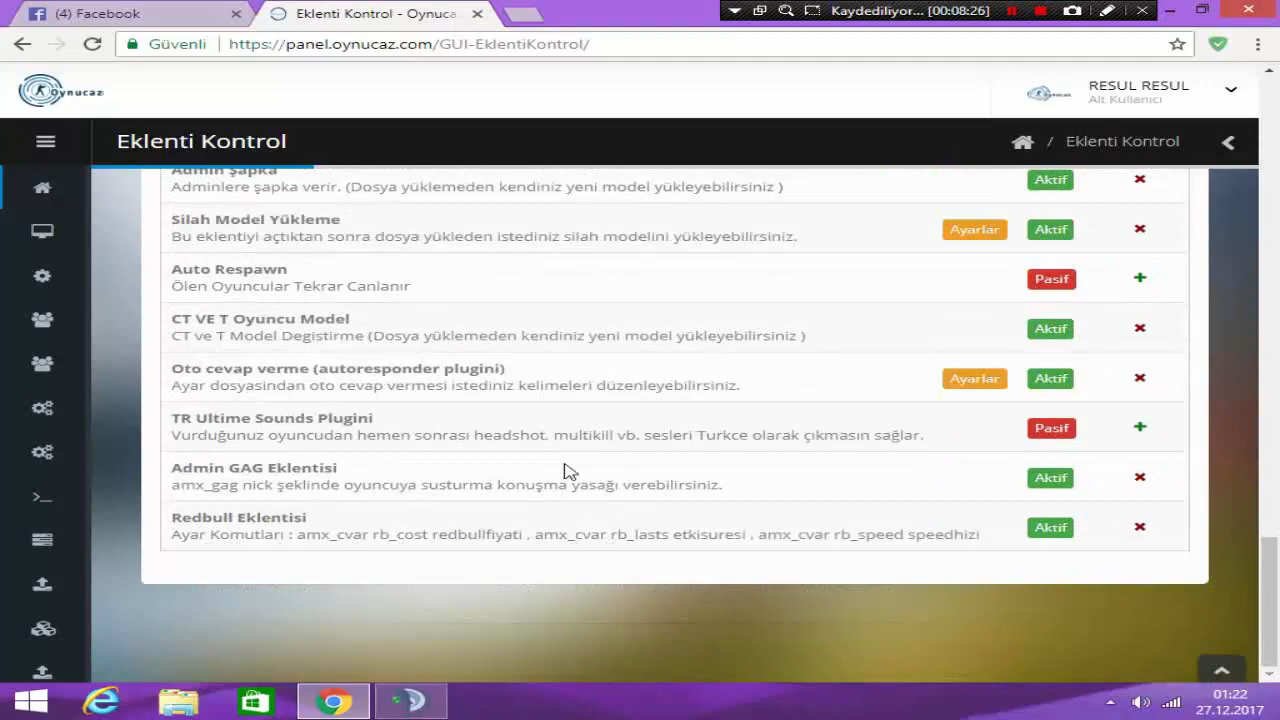 (4) Facebook
Eklenti Kontrol - Oynuca
Kaydediliyor... [00:08:26]
Güvenli
https://panel.oynucaz.com/GUI-EklentiKontrol/
Oynucaz
RESUL RESUL
Alt Kullanıcı
Eklenti Kontrol
/ Eklenti Kontrol
Admin Şapka
Adminlere şapka verir. (Dosya yüklemeden kendiniz yeni model yükleyebilirsiniz )
Aktif
Silah Model Yükleme
Bu eklentiyi açtıktan sonra dosya yükleden istediniz silah modelini yükleyebilirsiniz.
Ayarlar
Aktif
Auto Respawn
Ölen Oyuncular Tekrar Canlanır
Pasif
CT VE T Oyuncu Model
CT ve T Model Degistirme (Dosya yüklemeden kendiniz yeni model yükleyebilirsiniz )
Aktif
Oto cevap verme (autoresponder plugini)
Ayar dosyasından oto cevap vermesi istediniz kelimeleri düzenleyebilirsiniz.
Ayarlar
Aktif
TR Ultime Sounds Plugini
Vurduğunuz oyuncudan hemen sonrası headshot. multikill vb. sesleri Turkce olarak çıkmasın sağlar.
Pasif
Admin GAG Eklentisi
amx_gag nick şeklinde oyuncuya susturma konuşma yasağı verebilirsiniz.
Aktif
Redbull Eklentisi
Ayar Komutları : amx_cvar rb_cost redbullfiyati . amx_cvar rb_lasts etkisuresi . amx_cvar rb_speed speedhizi
Aktif
01:22
27.12.2017